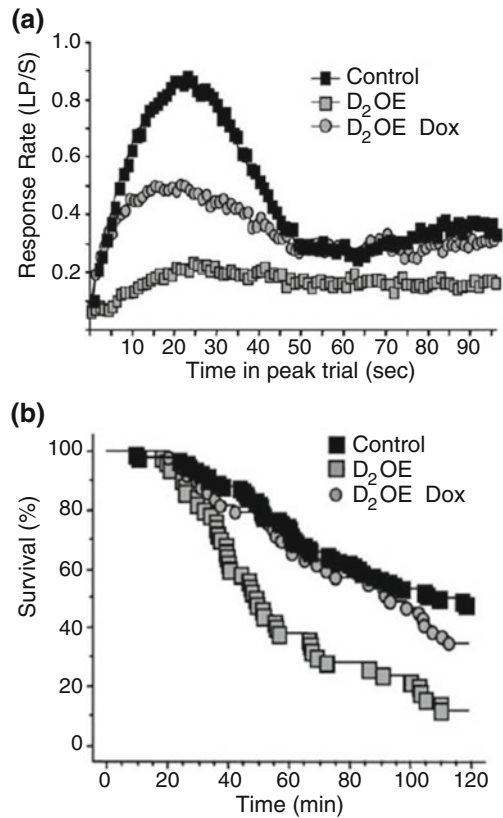 (a)
1.0
0.8
0.6
0.4
0.2
Response Rate (LP/S)
Control
D₂OE
D₂OE Dox
10 20 30 40 50 60 70 80 90
Time in peak trial (sec)
(b)
100
80
60
40
20
0
Survival (%)
Control
D₂OE
D₂OE Dox
0 20 40 60 80 100 120
Time (min)